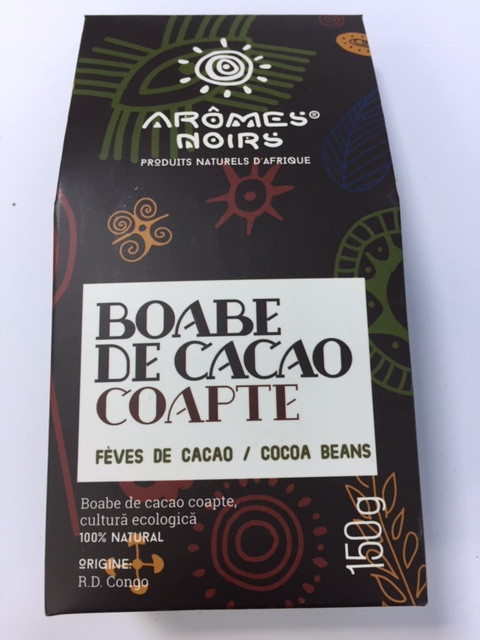 ARÔMES®
NOIRS
PRODUITS NATURELS D'AFRIQUE
BOABE
DE CACAO
COAPTE
FÈVES DE CACAO / COCOA BEANS
Boabe de cacao coapte,
cultură ecologică
100% NATURAL
ORIGINE:
R.D. Congo
150g